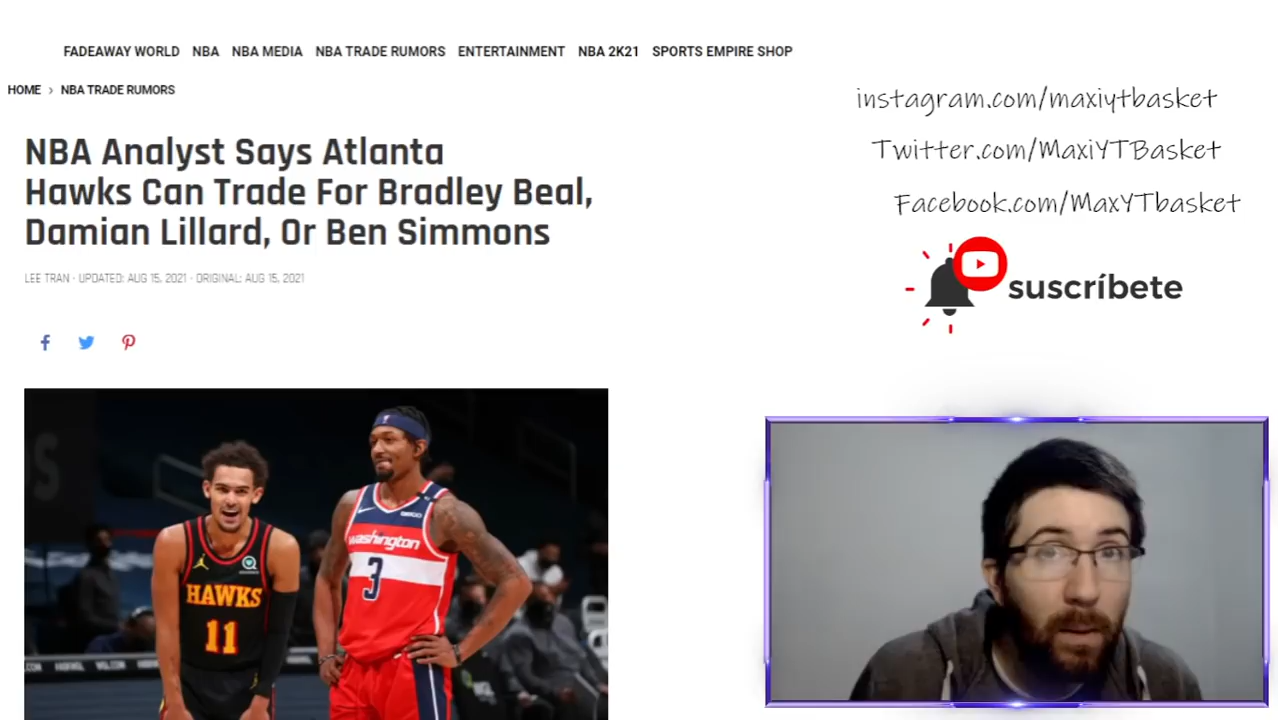 FADEAWAY WORLD NBA NBA MEDIA NBA TRADE RUMORS ENTERTAINMENT NBA 2K21 SPORTS EMPIRE SHOP
HOME › NBA TRADE RUMORS
NBA Analyst Says Atlanta
Hawks Can Trade For Bradley Beal,
Damian Lillard, Or Ben Simmons
LEE TRAN · UPDATED: AUG 15, 2021 · ORIGINAL: AUG 15, 2021
instagram.com/maxiytbasket
Twitter.com/MaxiYTBasket
Facebook.com/MaxYTbasket
suscríbete
HAWKS
11
GEICO
washington
3